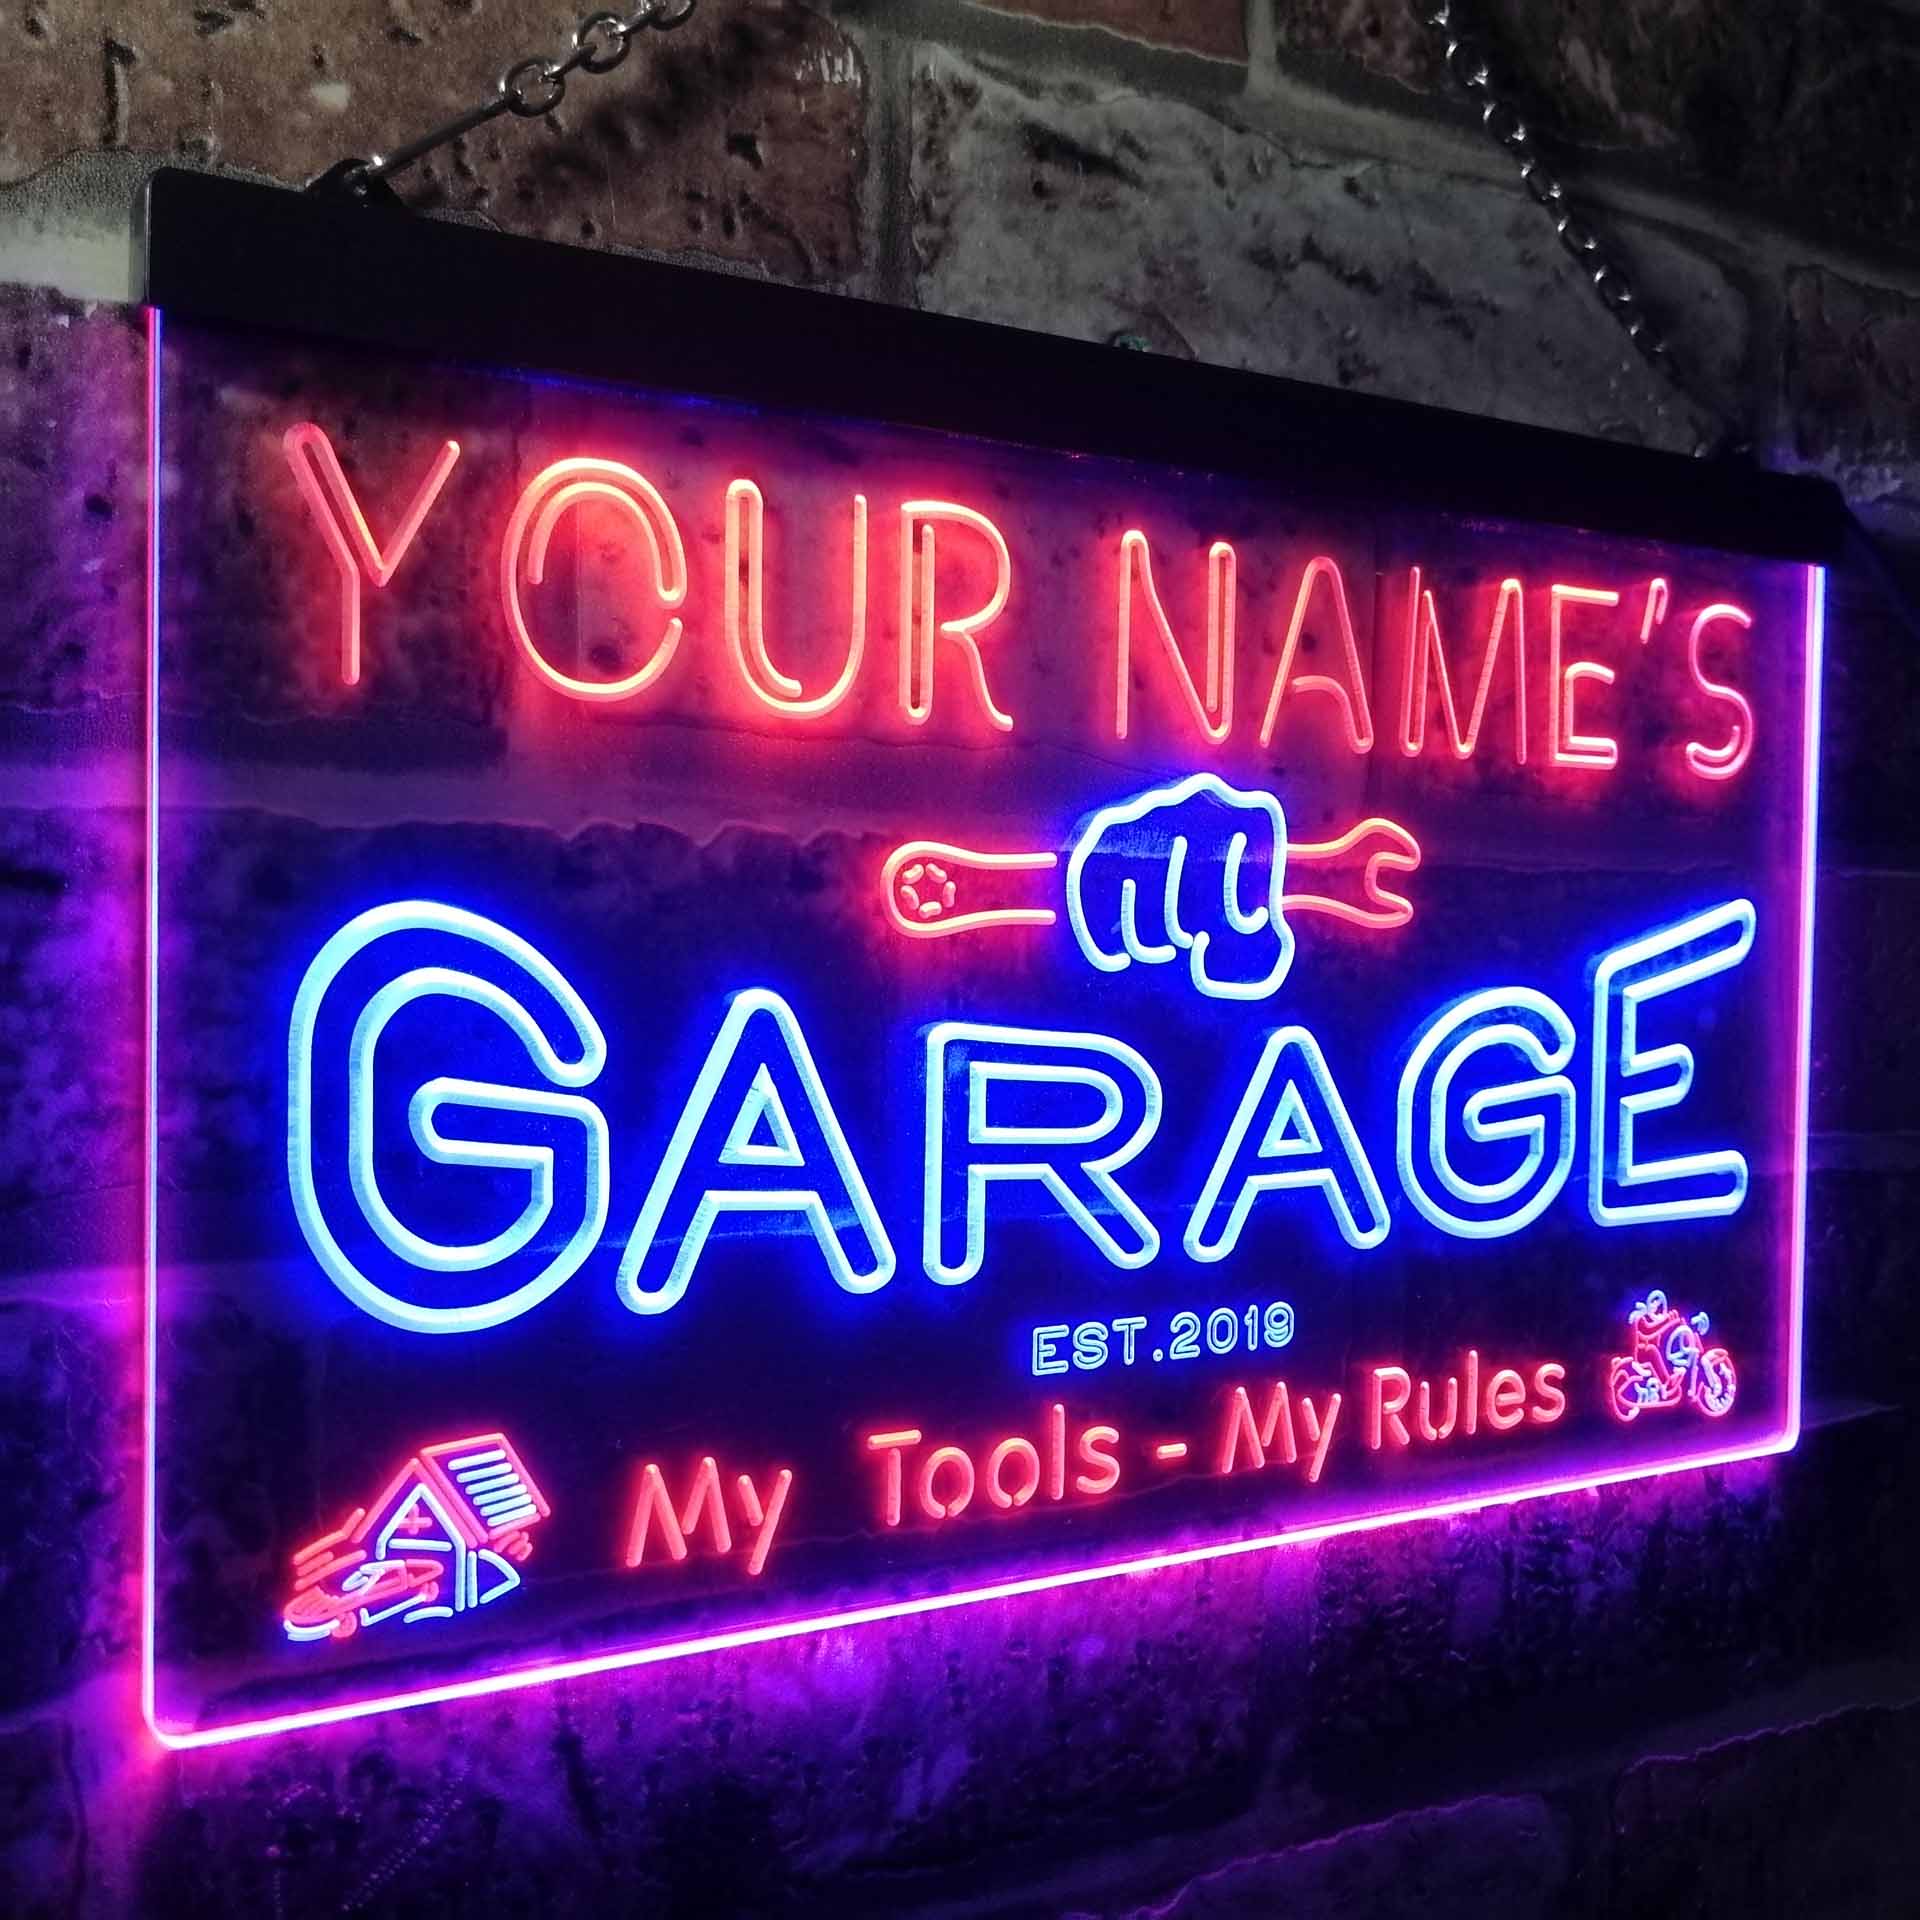 YOUR NAME'S
GARAGE
EST.2019
My Tools - My Rules